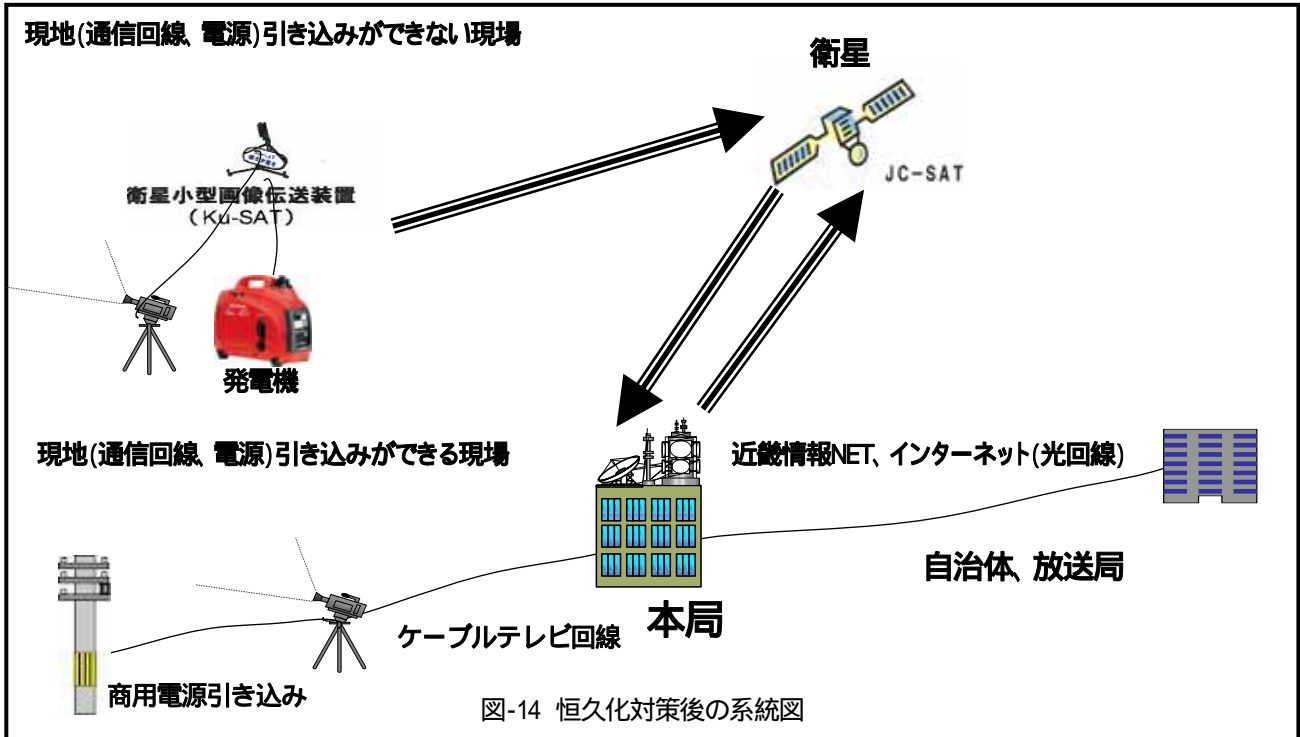 現地(通信回線、電源)引き込みができない現場
衛星
JC-SAT
衛星小型画像伝送装置
(Ku-SAT)
発電機
現地(通信回線、電源)引き込みができる現場
近畿情報NET、インターネット(光回線)
自治体、放送局
本局
ケーブルテレビ回線
商用電源引き込み
図-14 恒久化対策後の系統図